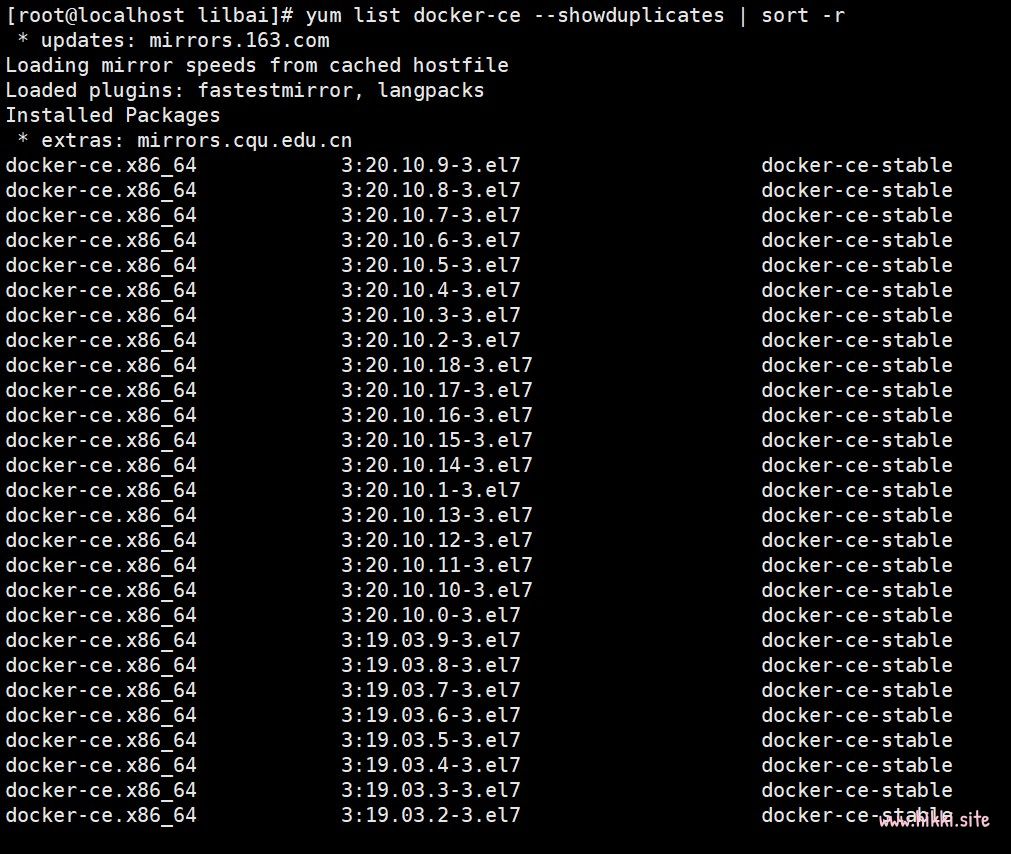 [root@localhost lilbai]# yum list docker-ce --showduplicates | sort -r
 * updates: mirrors.163.com
Loading mirror speeds from cached hostfile
Loaded plugins: fastestmirror, langpacks
Installed Packages
 * extras: mirrors.cqu.edu.cn
docker-ce.x86_64            3:20.10.9-3.el7                    docker-ce-stable
docker-ce.x86_64            3:20.10.8-3.el7                    docker-ce-stable
docker-ce.x86_64            3:20.10.7-3.el7                    docker-ce-stable
docker-ce.x86_64            3:20.10.6-3.el7                    docker-ce-stable
docker-ce.x86_64            3:20.10.5-3.el7                    docker-ce-stable
docker-ce.x86_64            3:20.10.4-3.el7                    docker-ce-stable
docker-ce.x86_64            3:20.10.3-3.el7                    docker-ce-stable
docker-ce.x86_64            3:20.10.2-3.el7                    docker-ce-stable
docker-ce.x86_64            3:20.10.18-3.el7                   docker-ce-stable
docker-ce.x86_64            3:20.10.17-3.el7                   docker-ce-stable
docker-ce.x86_64            3:20.10.16-3.el7                   docker-ce-stable
docker-ce.x86_64            3:20.10.15-3.el7                   docker-ce-stable
docker-ce.x86_64            3:20.10.14-3.el7                   docker-ce-stable
docker-ce.x86_64            3:20.10.1-3.el7                    docker-ce-stable
docker-ce.x86_64            3:20.10.13-3.el7                   docker-ce-stable
docker-ce.x86_64            3:20.10.12-3.el7                   docker-ce-stable
docker-ce.x86_64            3:20.10.11-3.el7                   docker-ce-stable
docker-ce.x86_64            3:20.10.10-3.el7                   docker-ce-stable
docker-ce.x86_64            3:20.10.0-3.el7                    docker-ce-stable
docker-ce.x86_64            3:19.03.9-3.el7                    docker-ce-stable
docker-ce.x86_64            3:19.03.8-3.el7                    docker-ce-stable
docker-ce.x86_64            3:19.03.7-3.el7                    docker-ce-stable
docker-ce.x86_64            3:19.03.6-3.el7                    docker-ce-stable
docker-ce.x86_64            3:19.03.5-3.el7                    docker-ce-stable
docker-ce.x86_64            3:19.03.4-3.el7                    docker-ce-stable
docker-ce.x86_64            3:19.03.3-3.el7                    docker-ce-stable
docker-ce.x86_64            3:19.03.2-3.el7                    docker-ce-stable
www.hikki.site